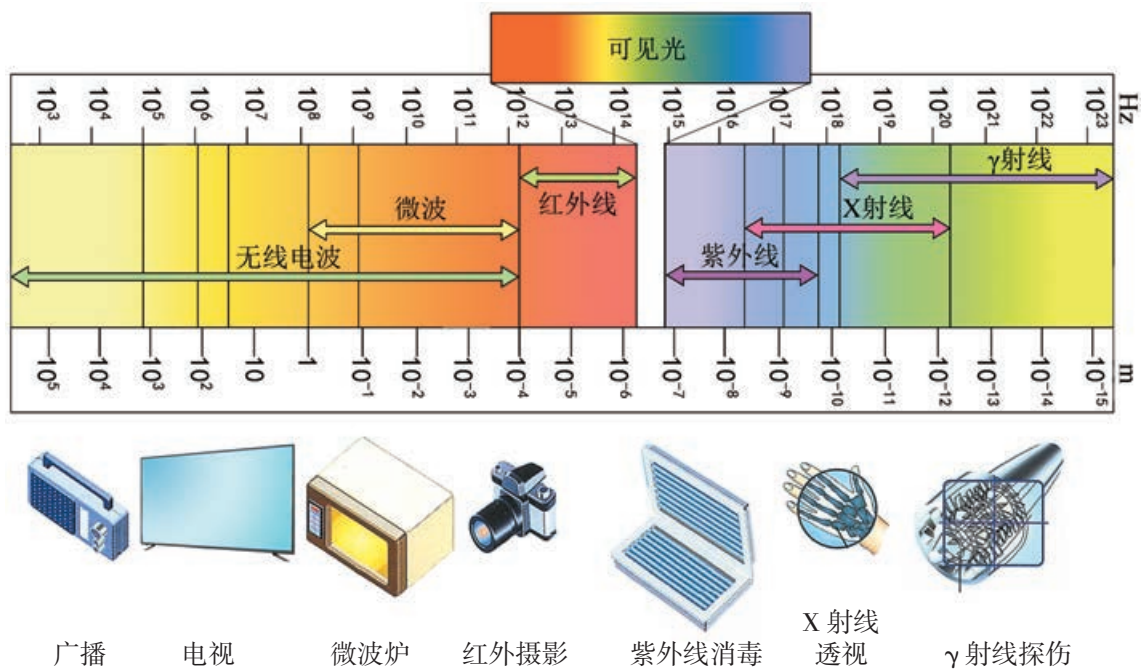 可见光
10³ 10⁴ 10⁵ 10⁶ 10⁷ 10⁸ 10⁹ 10¹⁰ 10¹¹ 10¹² 10¹³ 10¹⁴ 10¹⁵ 10¹⁶ 10¹⁷ 10¹⁸ 10¹⁹ 10²⁰ 10²¹ 10²² 10²³ Hz
γ射线
微波 红外线 X射线
无线电波 紫外线
10⁵ 10⁴ 10³ 10² 10 1 10⁻¹ 10⁻² 10⁻³ 10⁻⁴ 10⁻⁵ 10⁻⁶ 10⁻⁷ 10⁻⁸ 10⁻⁹ 10⁻¹⁰ 10⁻¹¹ 10⁻¹² 10⁻¹³ 10⁻¹⁴ 10⁻¹⁵ m
广播 电视 微波炉 红外摄影 紫外线消毒 X 射线
透视 γ 射线探伤